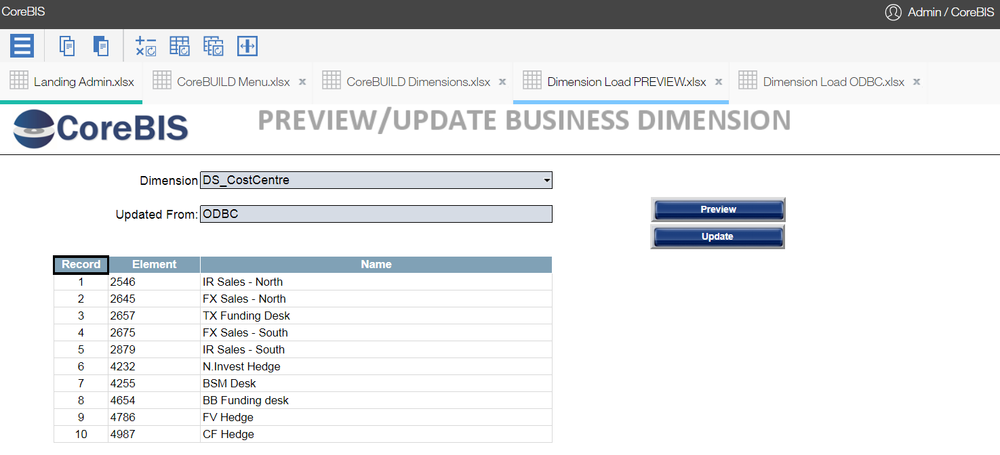 CoreBIS Admin / CoreBIS
Landing Admin.xlsx CoreBUILD Menu.xlsx × CoreBUILD Dimensions.xlsx × Dimension Load PREVIEW.xlsx × Dimension Load ODBC.xlsx ×
CoreBIS PREVIEW/UPDATE BUSINESS DIMENSION
Dimension DS_CostCentre
Updated From: ODBC
Preview
Update
Record Element Name
1 2546 IR Sales - North
2 2645 FX Sales - North
3 2657 TX Funding Desk
4 2675 FX Sales - South
5 2879 IR Sales - South
6 4232 N.Invest Hedge
7 4255 BSM Desk
8 4654 BB Funding desk
9 4786 FV Hedge
10 4987 CF Hedge